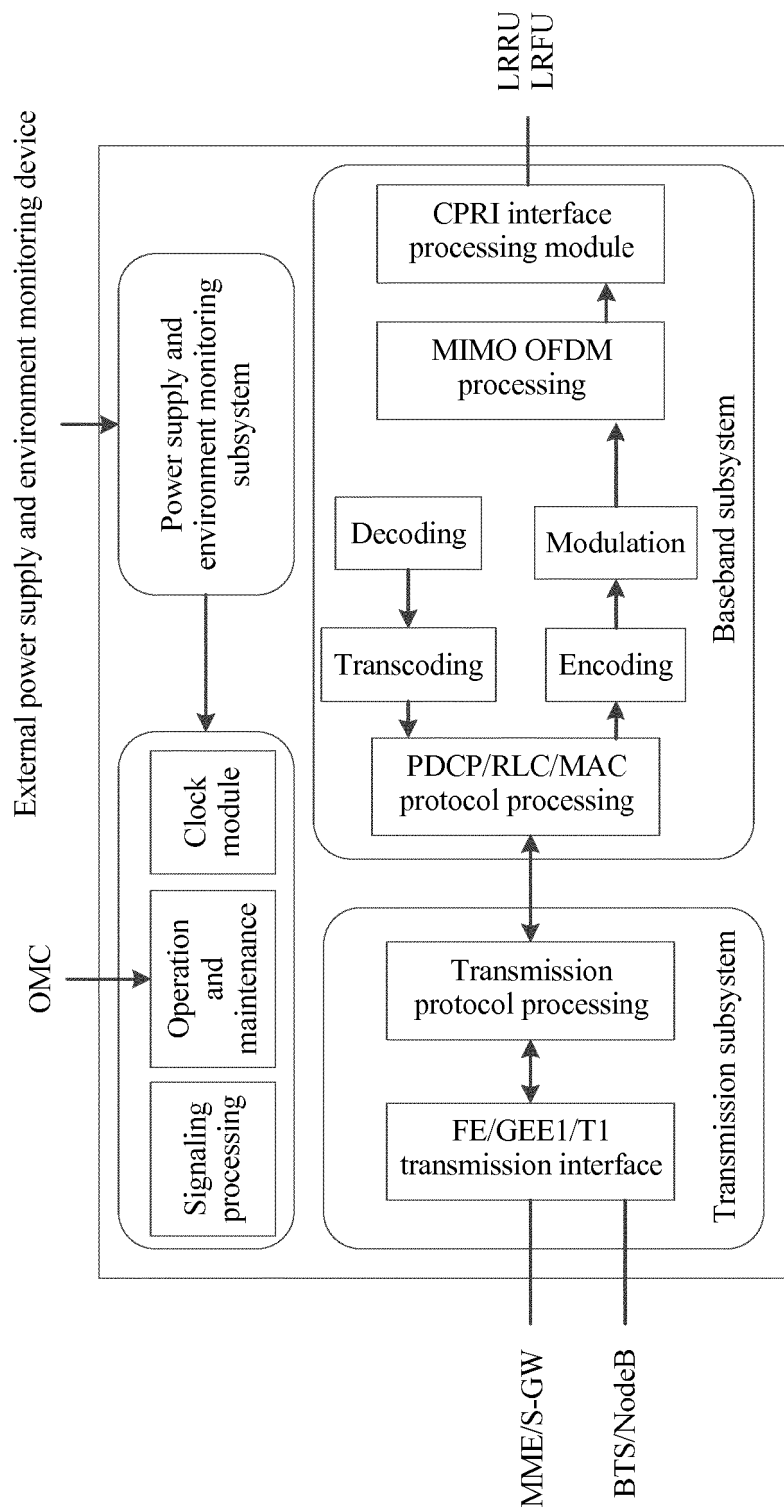 OMC
External power supply and environment monitoring device
Signaling
processing
Operation
and
maintenance
Clock
module
Power supply and
environment monitoring
subsystem
MME/S-GW
BTS/NodeB
FE/GEE1/T1
transmission interface
Transmission
protocol processing
Transmission subsystem
PDCP/RLC/MAC
protocol processing
Transcoding
Decoding
Encoding
Modulation
MIMO OFDM
processing
CPRI interface
processing module
Baseband subsystem
LRRU
LRFU